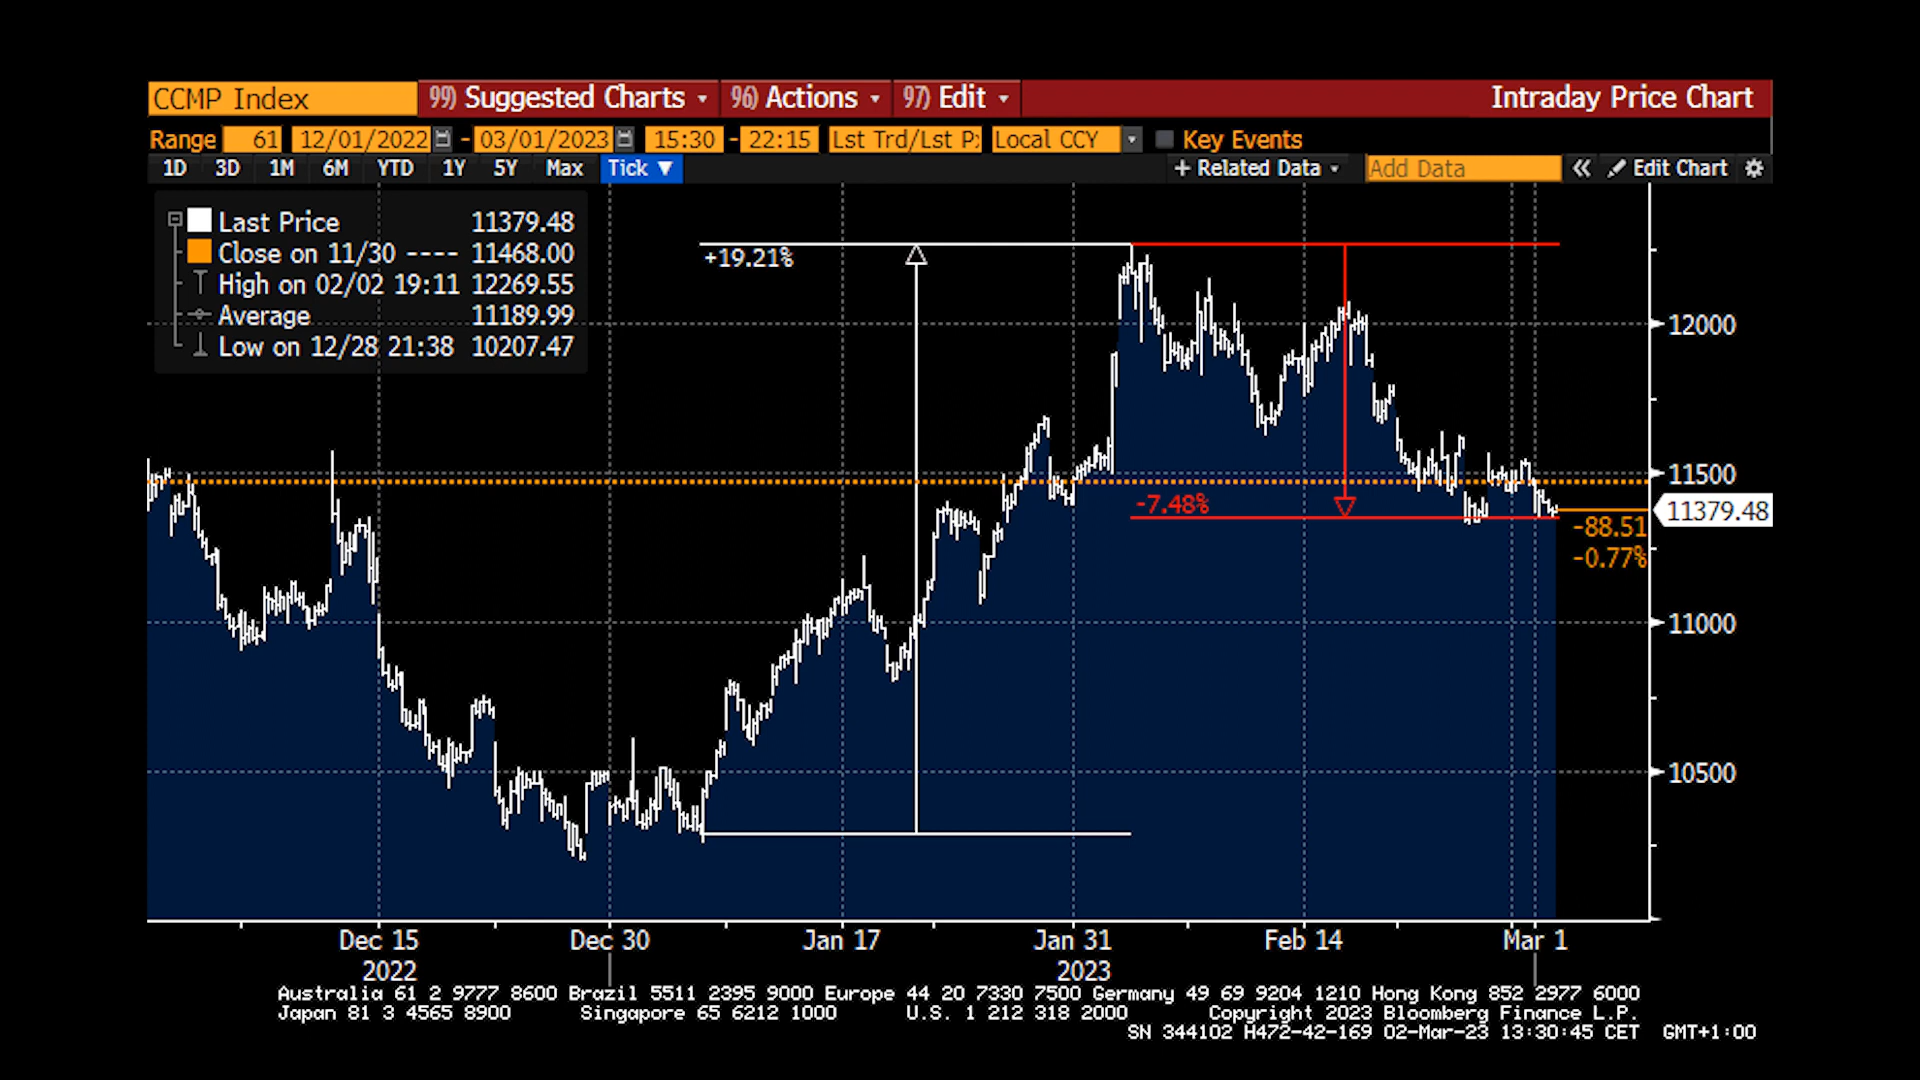 CCMP Index 99) Suggested Charts 96) Actions 97) Edit Intraday Price Chart
Range 61 12/01/2022 - 03/01/2023 15:30 - 22:15 Lst Trd/Lst Px Local CCY Key Events
1D 3D 1M 6M YTD 1Y 5Y Max Tick ▼ + Related Data Add Data « Edit Chart
Last Price 11379.48
Close on 11/30 ---- 11468.00
High on 02/02 19:11 12269.55
Average 11189.99
Low on 12/28 21:38 10207.47
+19.21%
12000
11500
-7.48%
11379.48
-88.51
-0.77%
11000
10500
Dec 15 Dec 30 Jan 17 Jan 31 Feb 14 Mar 1
2022 2023
Australia 61 2 9777 8600 Brazil 5511 2395 9000 Europe 44 20 7330 7500 Germany 49 69 9204 1210 Hong Kong 852 2977 6000
Japan 81 3 4565 8900 Singapore 65 6212 1000 U.S. 1 212 318 2000 Copyright 2023 Bloomberg Finance L.P.
SN 344102 H472-42-169 02-Mar-23 13:30:45 CET GMT+1:00